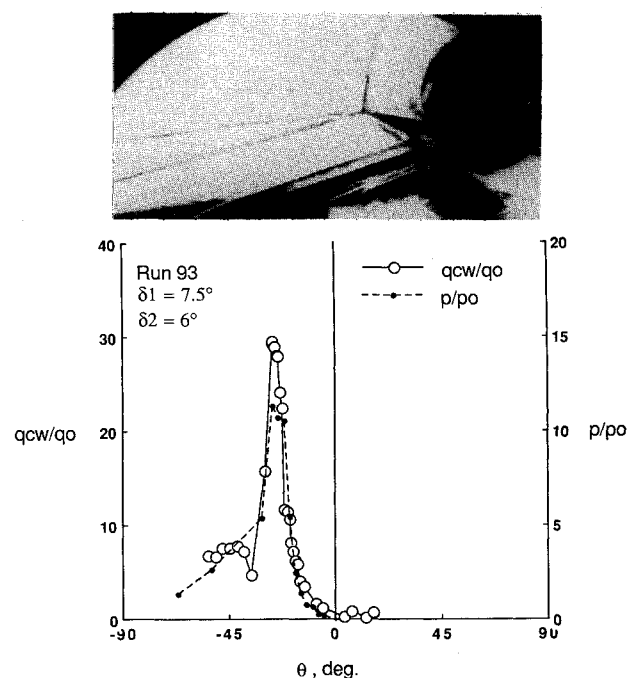 40
20
Run 93
δ1 = 7.5°
δ2 = 6°
qcw/qo
p/po
30
15
qcw/qo
20
10
p/po
10
5
0
0
-90
-45
0
45
90
θ , deg.